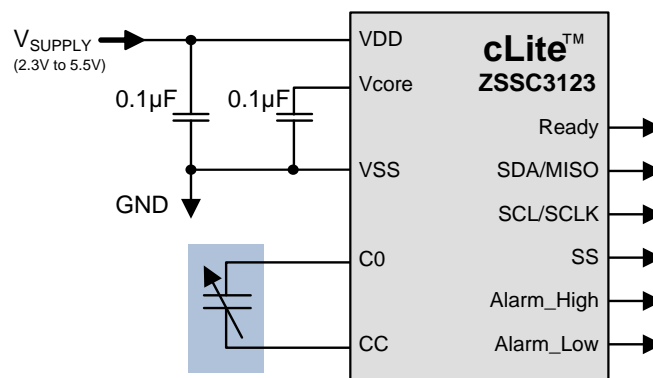 V_SUPPLY
(2.3V to 5.5V)
0.1µF
0.1µF
GND
VDD
Vcore
VSS
C0
CC
cLite™
ZSSC3123
Ready
SDA/MISO
SCL/SCLK
SS
Alarm_High
Alarm_Low